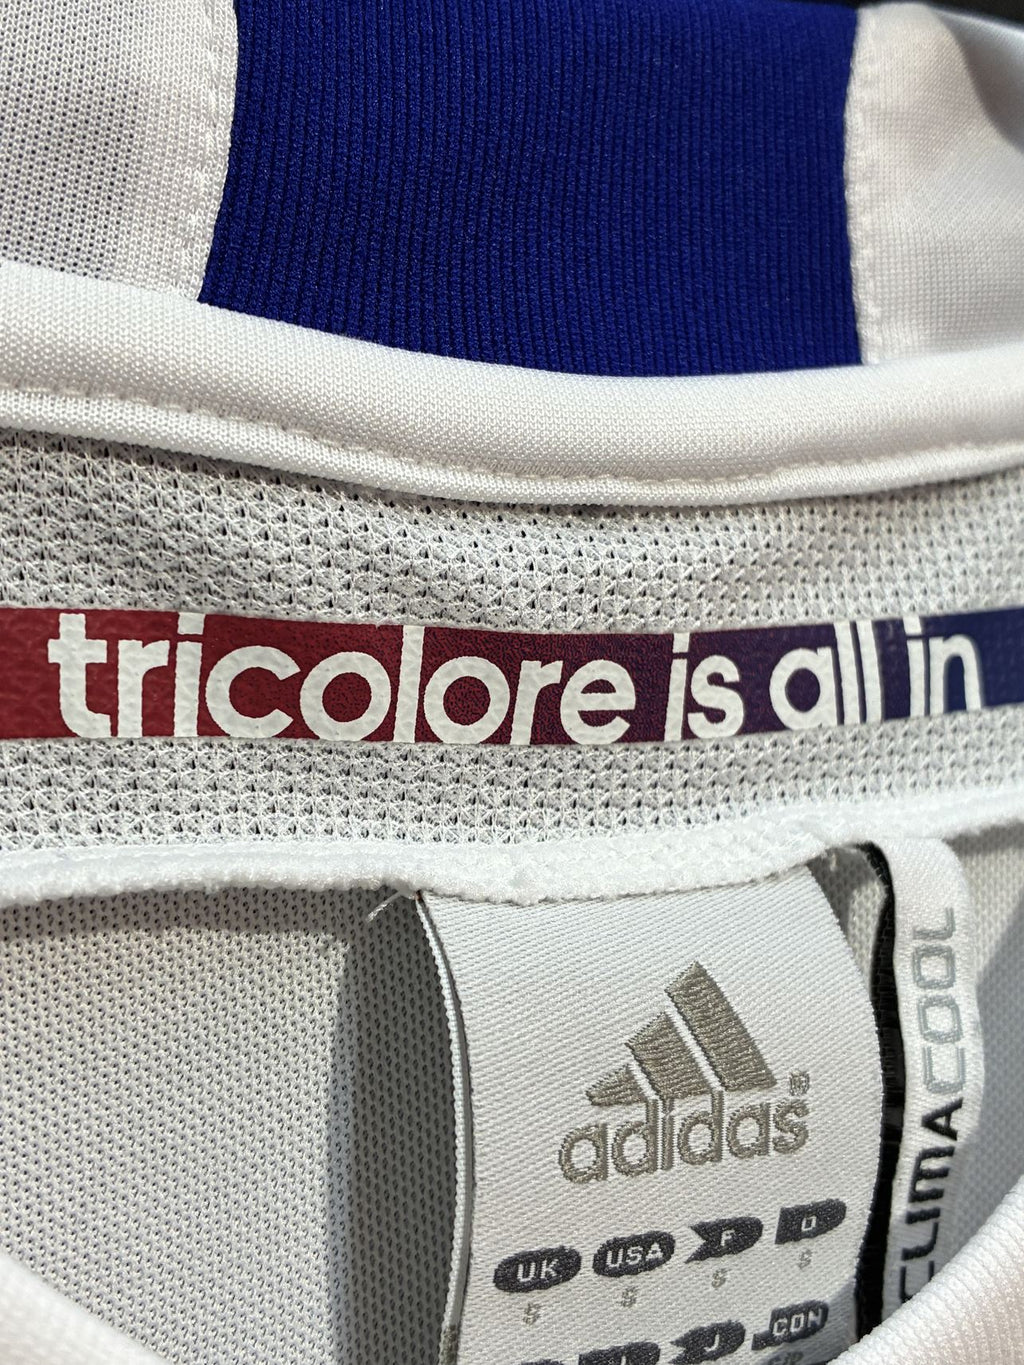 tricolore is all in
adidas®
CLIMACOOL
UK USA F D
S S S S
J CON